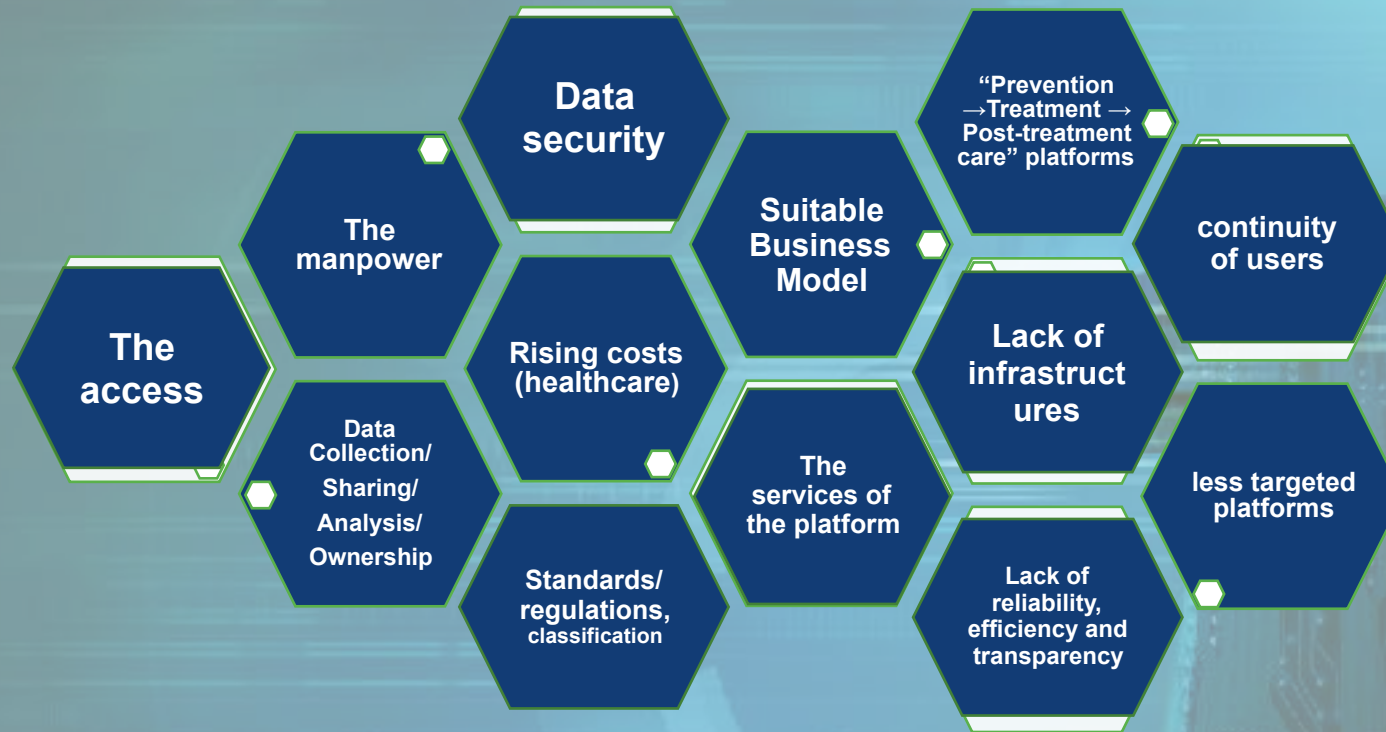 The
access
The
manpower
Data
Collection/
Sharing/
Analysis/
Ownership
Data
security
Rising costs
(healthcare)
Standards/
regulations,
classification
Suitable
Business
Model
The
services of
the platform
“Prevention
→Treatment →
Post-treatment
care” platforms
Lack of
infrastruct
ures
Lack of
reliability,
efficiency and
transparency
continuity
of users
less targeted
platforms